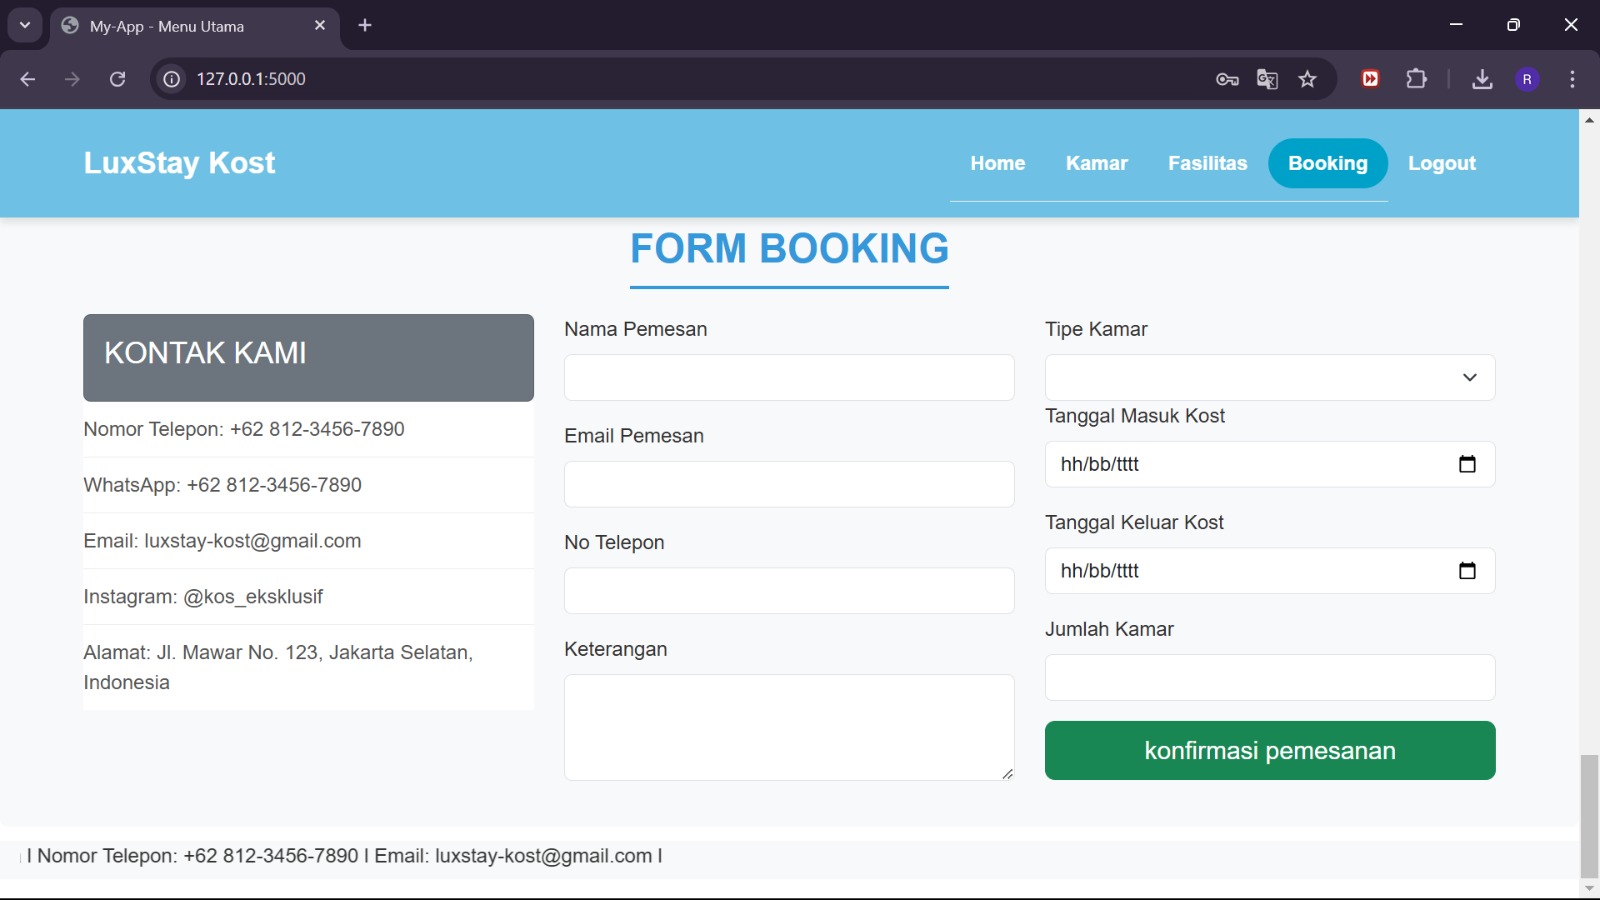 My-App - Menu Utama
127.0.0.1:5000
R
LuxStay Kost
Home
Kamar
Fasilitas
Booking
Logout
FORM BOOKING
KONTAK KAMI
Nomor Telepon: +62 812-3456-7890
WhatsApp: +62 812-3456-7890
Email: luxstay-kost@gmail.com
Instagram: @kos_eksklusif
Alamat: Jl. Mawar No. 123, Jakarta Selatan,
Indonesia
Nama Pemesan
Email Pemesan
No Telepon
Keterangan
Tipe Kamar
Tanggal Masuk Kost
hh/bb/tttt
Tanggal Keluar Kost
hh/bb/tttt
Jumlah Kamar
konfirmasi pemesanan
I Nomor Telepon: +62 812-3456-7890 I Email: luxstay-kost@gmail.com I